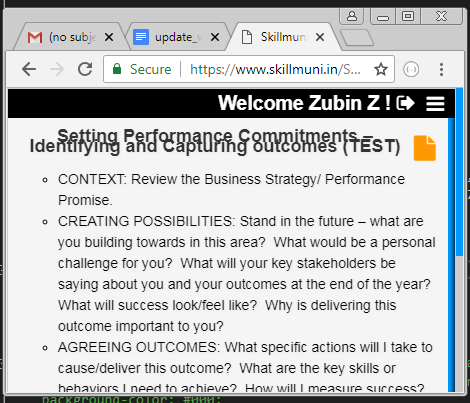 (no subje
update_
Skillmuni.in
Secure
https://www.skillmuni.in/S...
Welcome Zubin Z !
Setting Performance Commitments –
Identifying and Capturing outcomes (TEST)
CONTEXT: Review the Business Strategy/ Performance
Promise.
CREATING POSSIBILITIES: Stand in the future – what are
you building towards in this area?  What would be a personal
challenge for you?  What will your key stakeholders be
saying about you and your outcomes at the end of the year?
What will success look/feel like?  Why is delivering this
outcome important to you?
AGREEING OUTCOMES: What specific actions will I take to
cause/deliver this outcome?  What are the key skills or
behaviors I need to achieve?  How will I measure success?
background-color: #000;